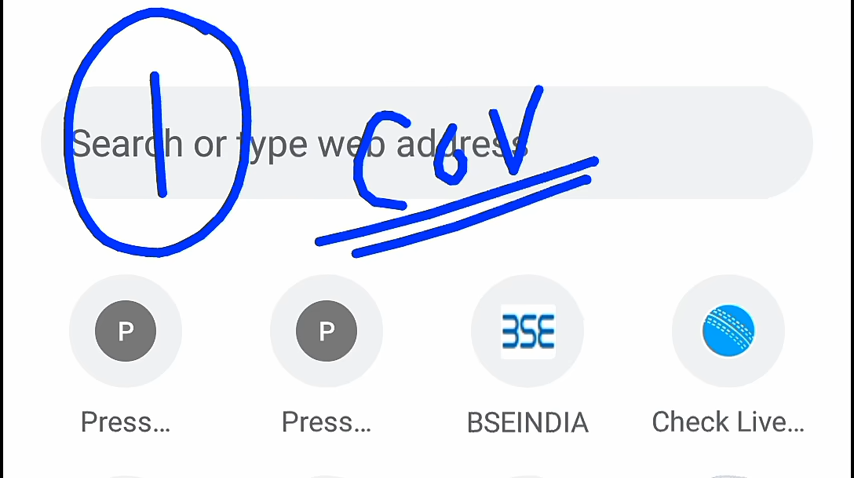 1 COV
Search or type web address
P P BSE
Press... Press... BSEINDIA Check Live...